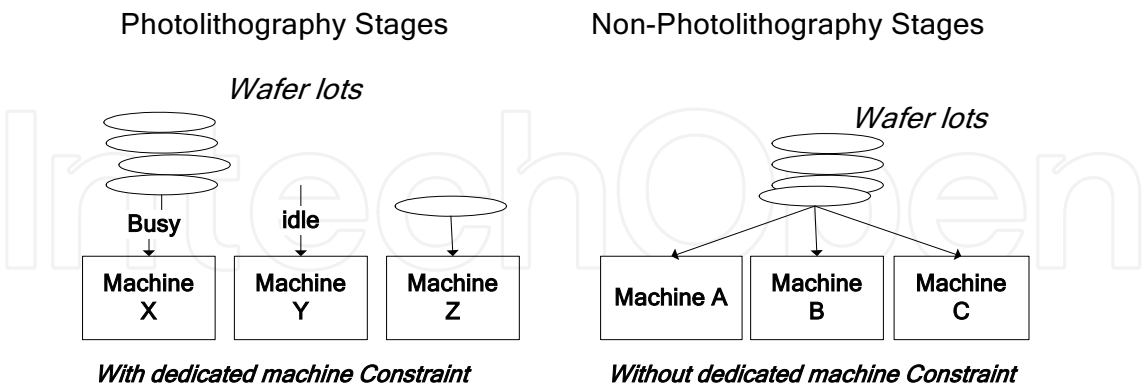 Photolithography Stages
Non-Photolithography Stages
Wafer lots
Wafer lots
Busy
idle
Machine X
Machine Y
Machine Z
Machine A
Machine B
Machine C
With dedicated machine Constraint
Without dedicated machine Constraint
IntechOpen